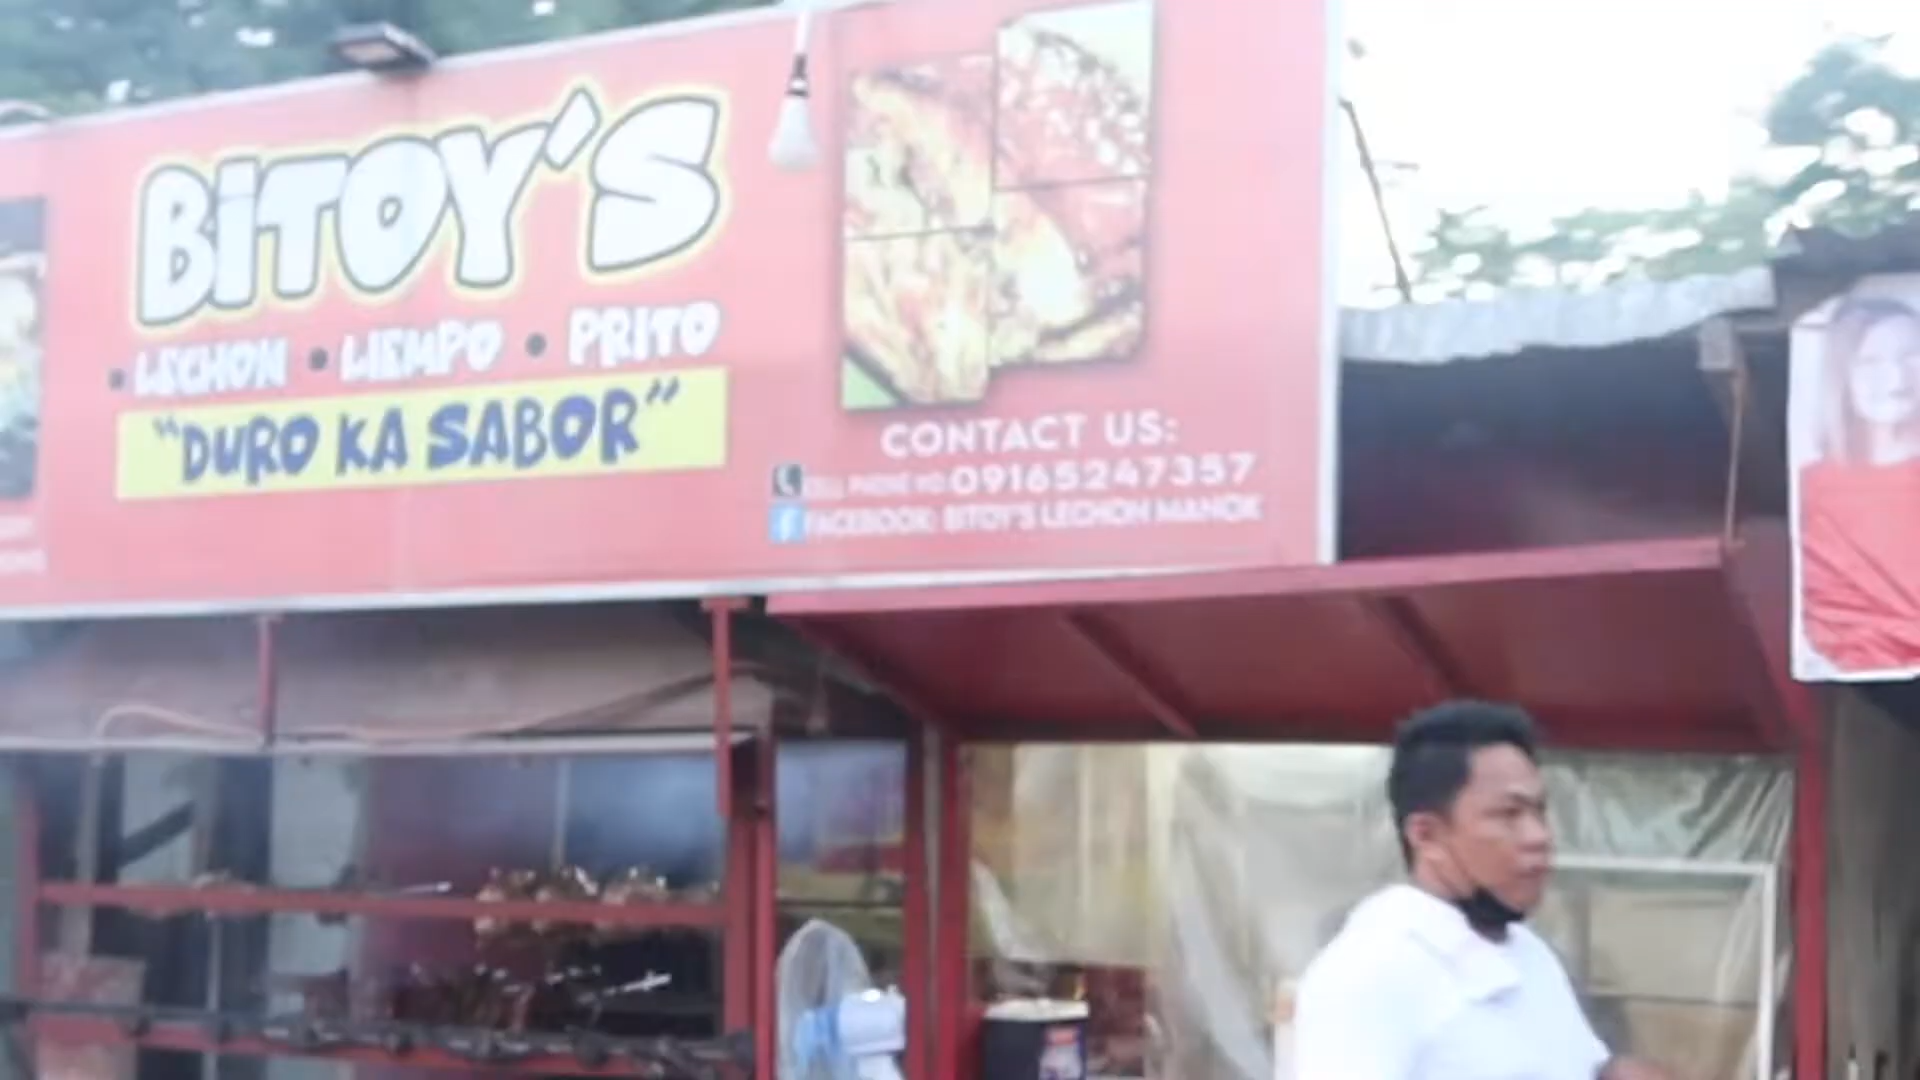 BITOY'S
• LECHON • LIEMPO • PRITO
"DURO KA SABOR"
CONTACT US:
CELL PHONE NO. 09165247357
FACEBOOK: BITOY'S LECHON MANOK